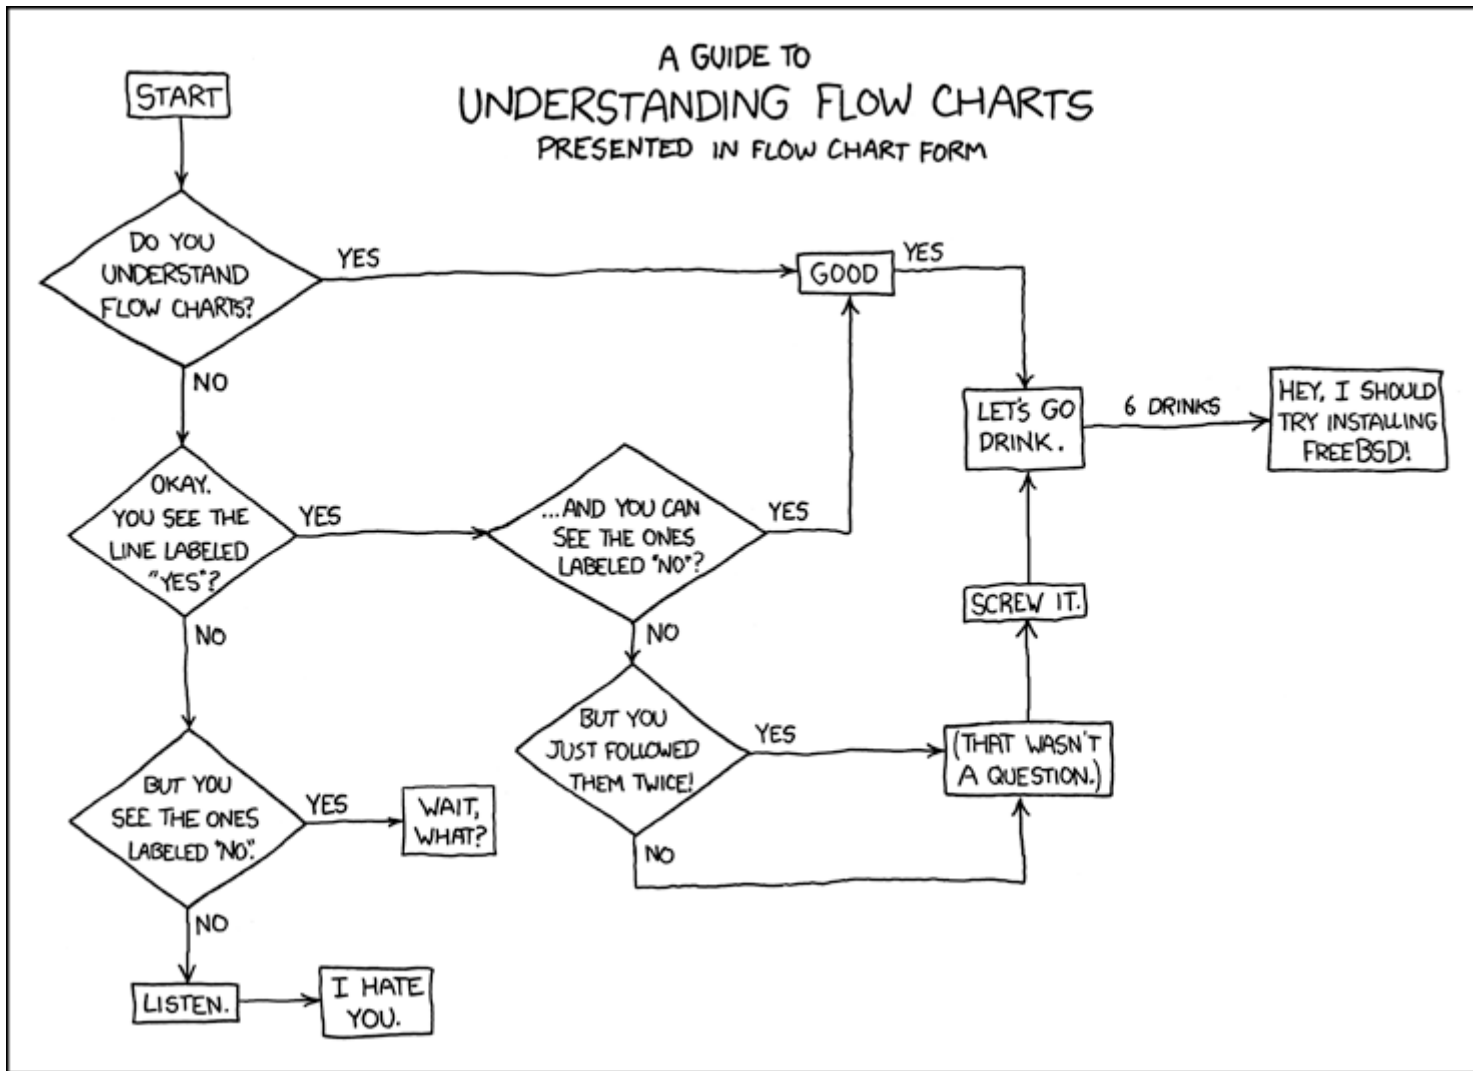 A GUIDE TO
UNDERSTANDING FLOW CHARTS
PRESENTED IN FLOW CHART FORM
START
DO YOU
UNDERSTAND
FLOW CHARTS?
YES
GOOD
YES
NO
LET'S GO
DRINK.
6 DRINKS
HEY, I SHOULD
TRY INSTALLING
FREEBSD!
OKAY.
YOU SEE THE
LINE LABELED
"YES"?
YES
...AND YOU CAN
SEE THE ONES
LABELED "NO"?
YES
NO
NO
SCREW IT.
BUT YOU
JUST FOLLOWED
THEM TWICE!
YES
(THAT WASN'T
A QUESTION.)
NO
BUT YOU
SEE THE ONES
LABELED "NO".
YES
WAIT,
WHAT?
NO
LISTEN.
I HATE
YOU.